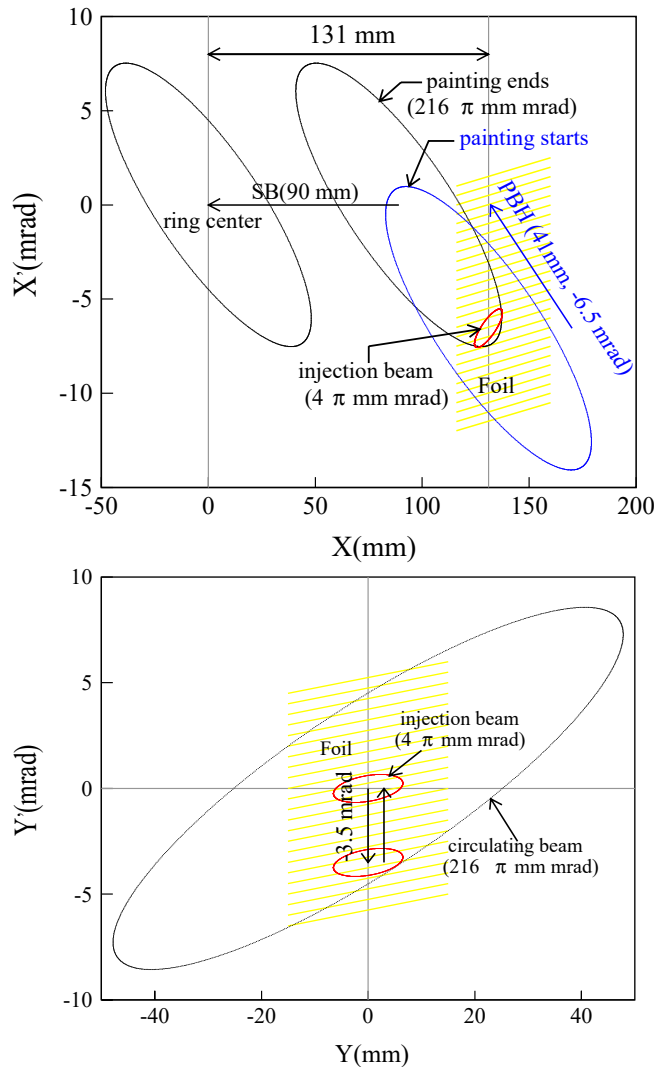 10
131 mm
painting ends
(216 π mm mrad)
5
painting starts
SB(90 mm)
0
ring center
PBH (41mm, -6.5 mrad)
X'(mrad)
-5
injection beam
(4 π mm mrad)
Foil
-10
-15
-50 0 50 100 150 200
X(mm)
10
5
injection beam
(4 π mm mrad)
Foil
0
-3.5 mrad
Y'(mrad)
circulating beam
(216 π mm mrad)
-5
-10
-40 -20 0 20 40
Y(mm)